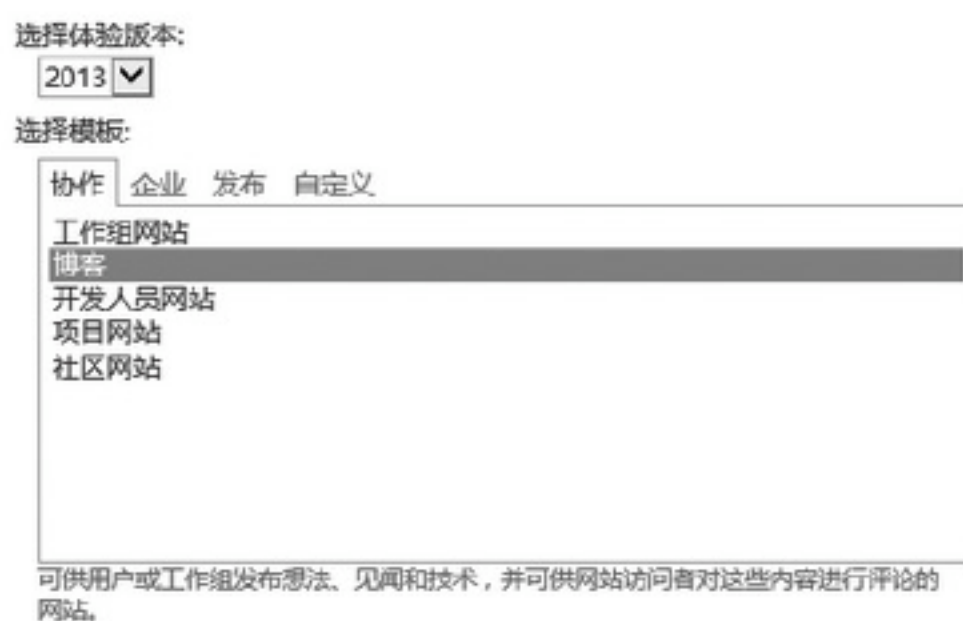 选择体验版本:
2013
选择模板:
协作 企业 发布 自定义
工作组网站
博客
开发人员网站
项目网站
社区网站
可供用户或工作组发布想法、见闻和技术，并可供网站访问者对这些内容进行评论的
网站。